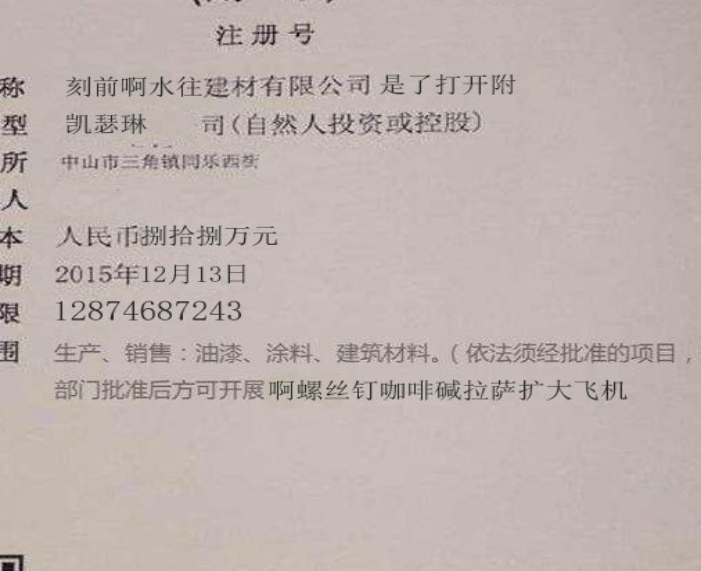 注册号
称 刻前啊水往建材有限公司 是了打开附
型 凯瑟琳 司(自然人投资或控股)
所 中山市三角镇同乐西街
人
本 人民币捌拾捌万元
期 2015年12月13日
限 12874687243
围 生产、销售：油漆、涂料、建筑材料。(依法须经批准的项目，
部门批准后方可开展啊螺丝钉咖啡碱拉萨扩大飞机